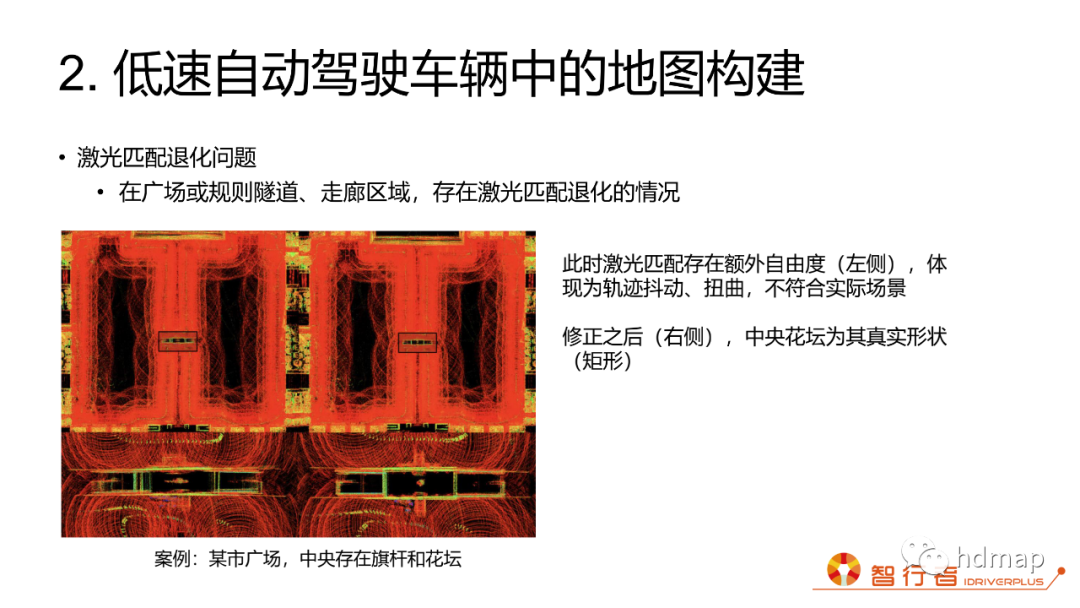 2. 低速自动驾驶车辆中的地图构建
• 激光匹配退化问题
• 在广场或规则隧道、走廊区域，存在激光匹配退化的情况
此时激光匹配存在额外自由度（左侧），体
现为轨迹抖动、扭曲，不符合实际场景
修正之后（右侧），中央花坛为其真实形状
（矩形）
案例：某市广场，中央存在旗杆和花坛
hdmap
智行者 IDRIVERPLUS